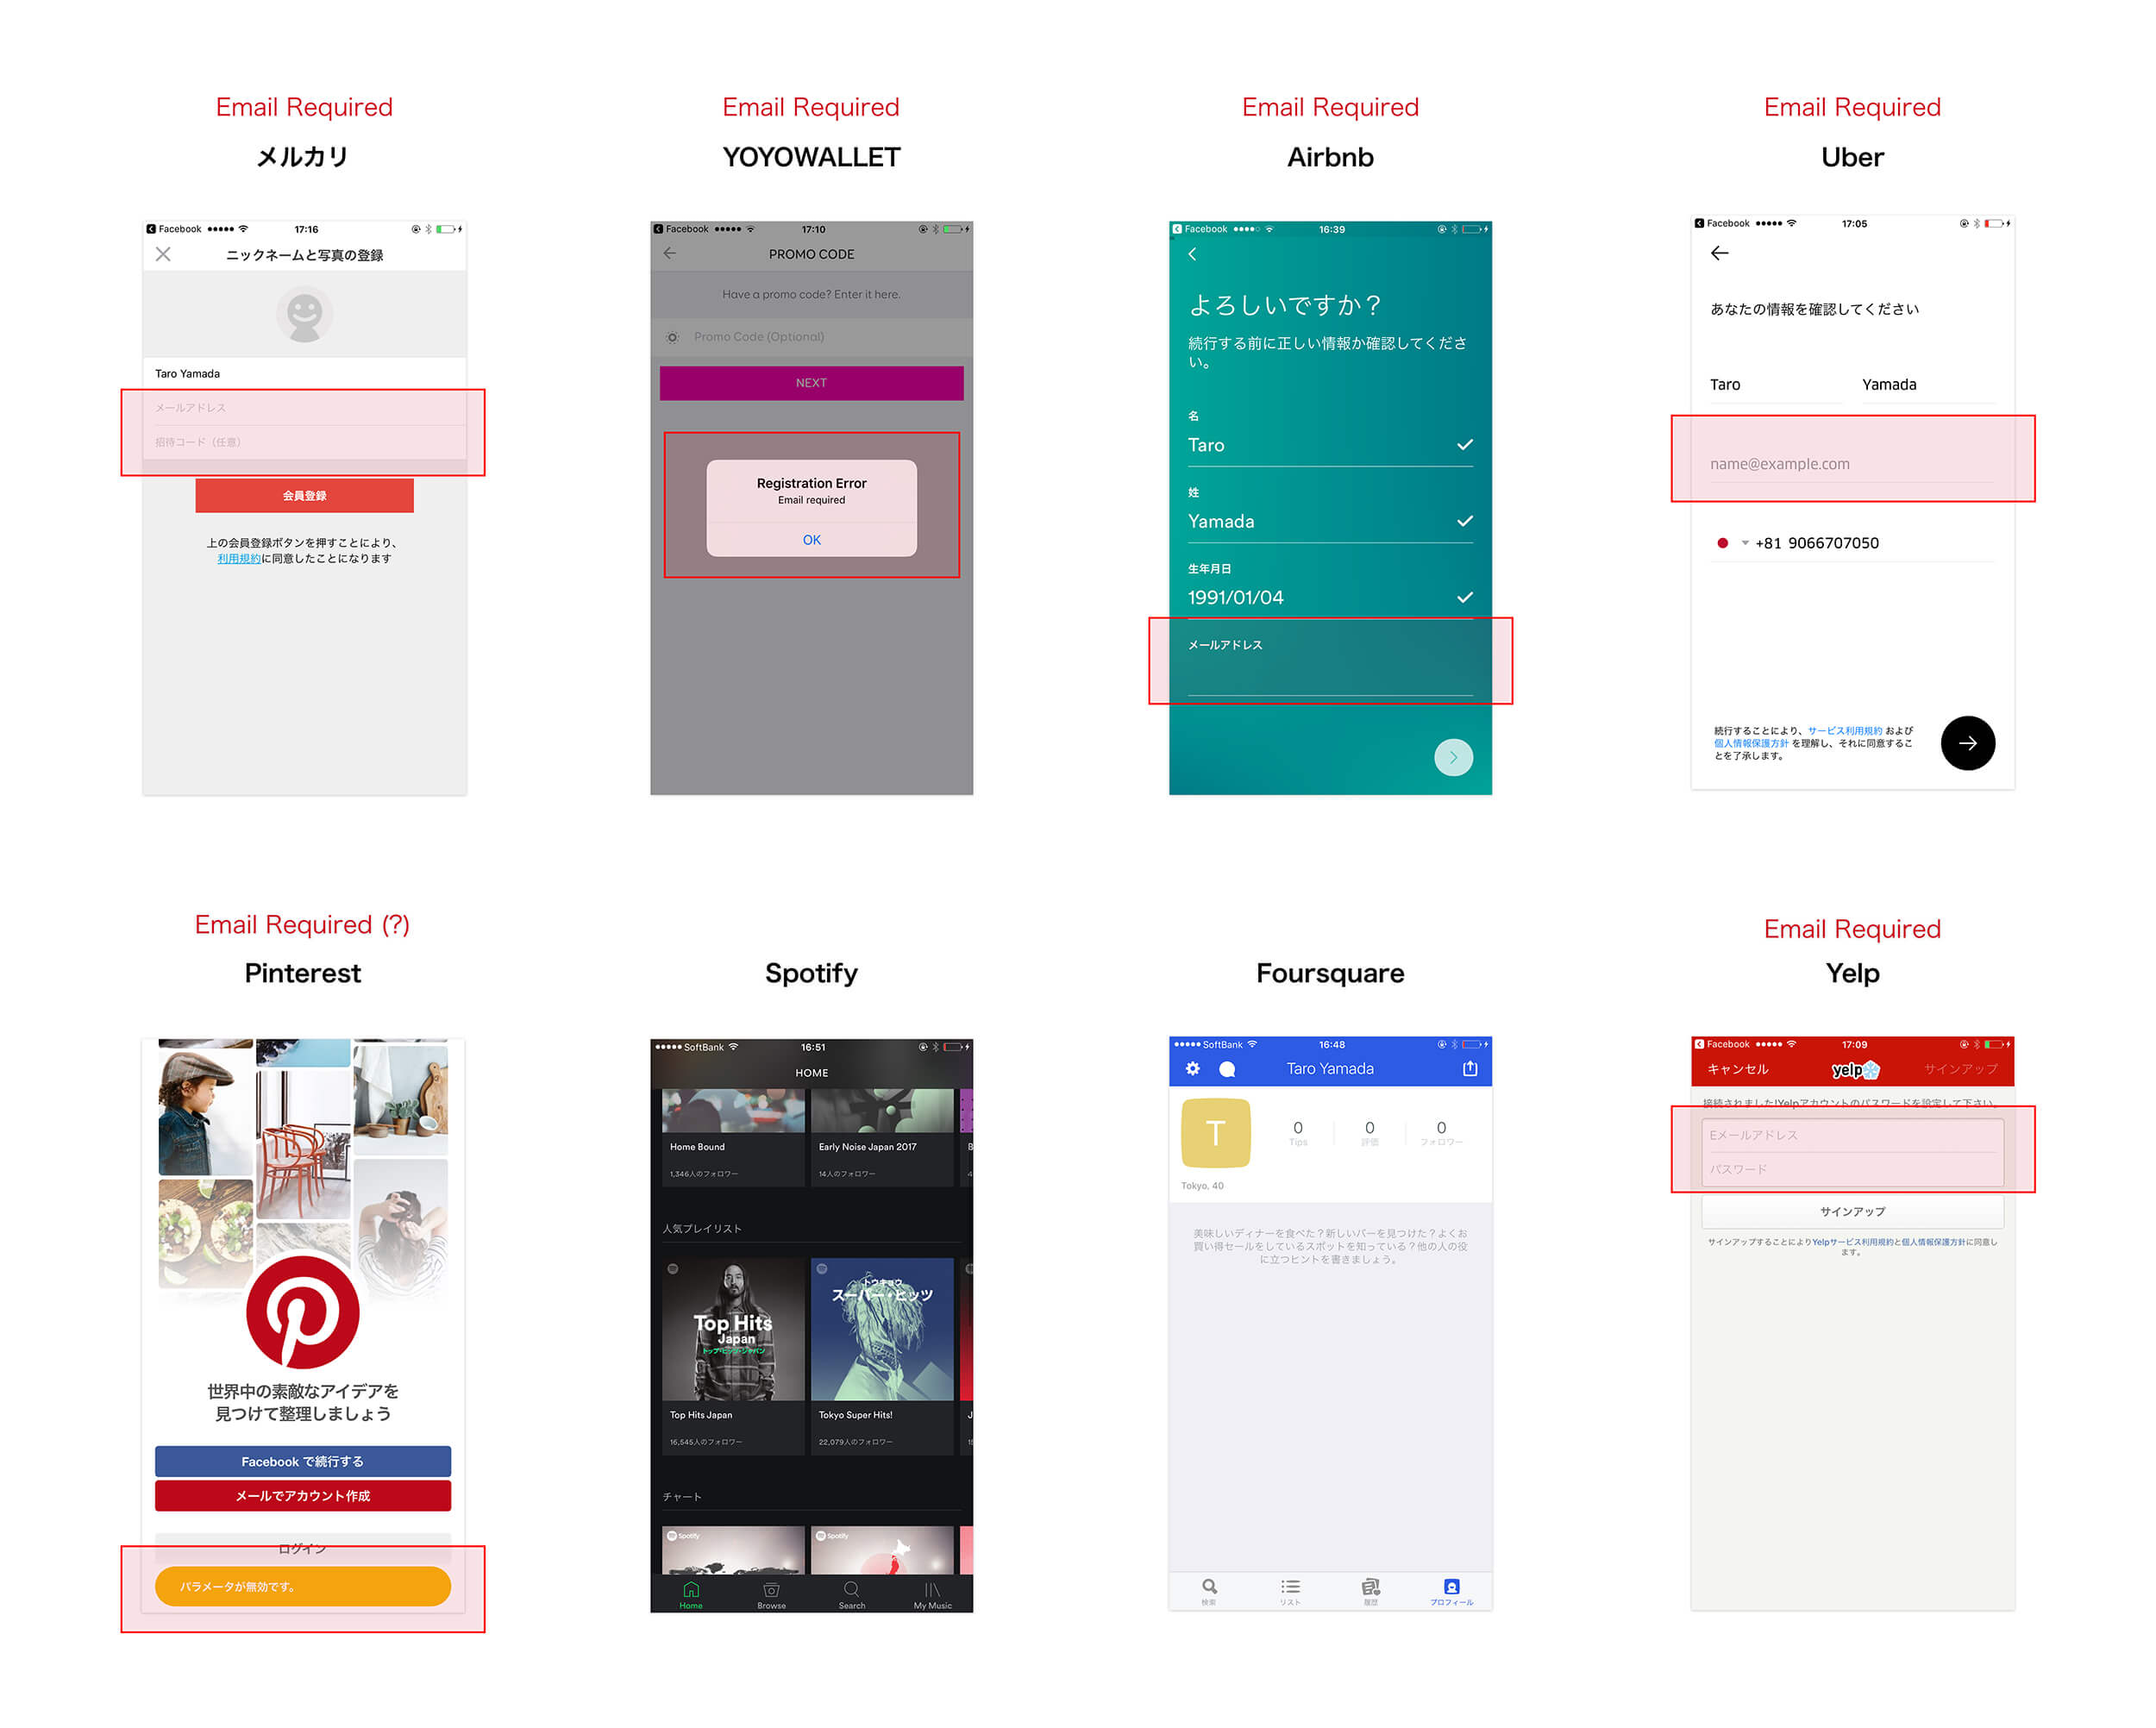 Email Required
メルカリ
Facebook 17:16
ニックネームと写真の登録
Taro Yamada
メールアドレス
招待コード（任意）
会員登録
上の会員登録ボタンを押すことにより、
利用規約に同意したことになります
Email Required
YOYOWALLET
Facebook 17:10
PROMO CODE
Have a promo code? Enter it here.
Promo Code (Optional)
NEXT
Registration Error
Email required
OK
Email Required
Airbnb
Facebook 16:39
よろしいですか？
続行する前に正しい情報か確認してくださ
い。
名
Taro
姓
Yamada
生年月日
1991/01/04
メールアドレス
Email Required
Uber
Facebook 17:05
あなたの情報を確認してください
Taro Yamada
name@example.com
+81 9066707050
続行することにより、サービス利用規約 および
個人情報保護方針 を理解し、それに同意するこ
とを了承します。
Email Required (?)
Pinterest
世界中の素敵なアイデアを
見つけて整理しましょう
Facebook で続行する
メールでアカウント作成
ログイン
パラメータが無効です。
Spotify
SoftBank 16:51
HOME
Home Bound Early Noise Japan 2017 B
1,346人のフォロワー 14人のフォロワー 4
人気プレイリスト
Top Hits
Japan
トップ・ヒッツ・ジャパン
トウキョウ
スーパー・ヒッツ
Top Hits Japan Tokyo Super Hits! J
16,545人のフォロワー 22,079人のフォロワー
チャート
Spotify Spotify
Home Browse Search My Music
Foursquare
SoftBank 16:48
Taro Yamada
T
0 0 0
Tips 評価 フォロワー
Tokyo, 40
美味しいディナーを食べた？新しいバーを見つけた？よくお
買い得セールをしているスポットを知っている？他の人の役
に立つヒントを書きましょう。
検索 リスト 履歴 プロフィール
Email Required
Yelp
Facebook 17:09
キャンセル yelp サインアップ
接続されました!Yelpアカウントのパスワードを設定して下さい。
Eメールアドレス
パスワード
サインアップ
サインアップすることによりYelpサービス利用規約と個人情報保護方針に同意し
ます。